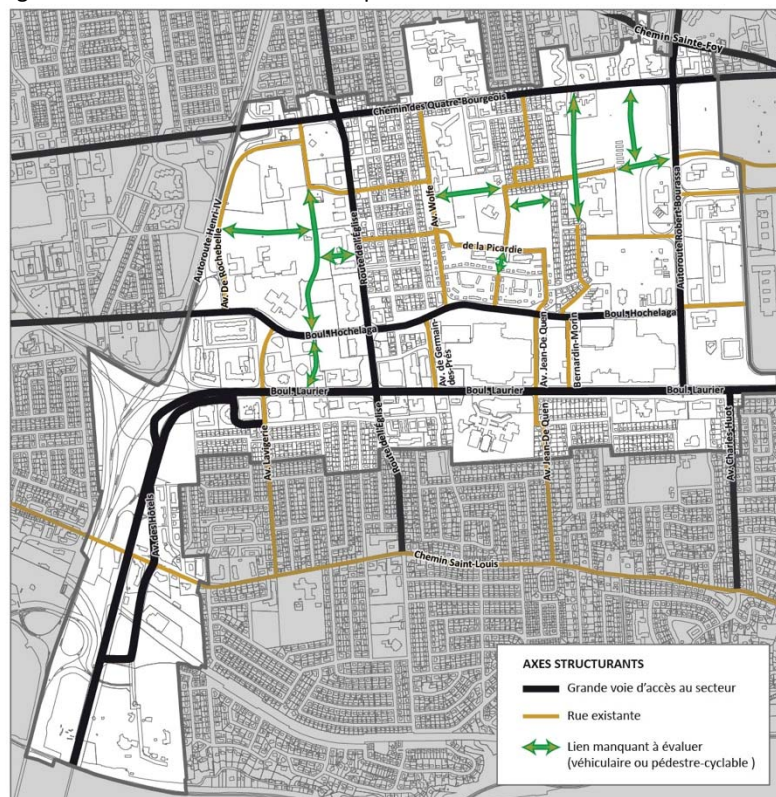 Chemin Sainte-Foy
Chemin des Quatre-Bourgeois
Autoroute Henri-IV
Av. De Rochebelle
Route de l'Église
Av. Wolfe
de la Picardie
Autoroute Robert-Bourassa
Boul. Hochelaga
Boul. Hochelaga
Av. de Germain-
des-Prés
Av. Jean-De Quen
Bernardin-Morin
Boul. Laurier
Boul. Laurier
Boul. Laurier
Av. Lavigerie
Route de l'Église
Av. Jean-De Quen
Av. Charles-Huot
Av. des Hôtels
Chemin Saint-Louis
AXES STRUCTURANTS
Grande voie d'accès au secteur
Rue existante
Lien manquant à évaluer
(véhiculaire ou pédestre-cyclable )